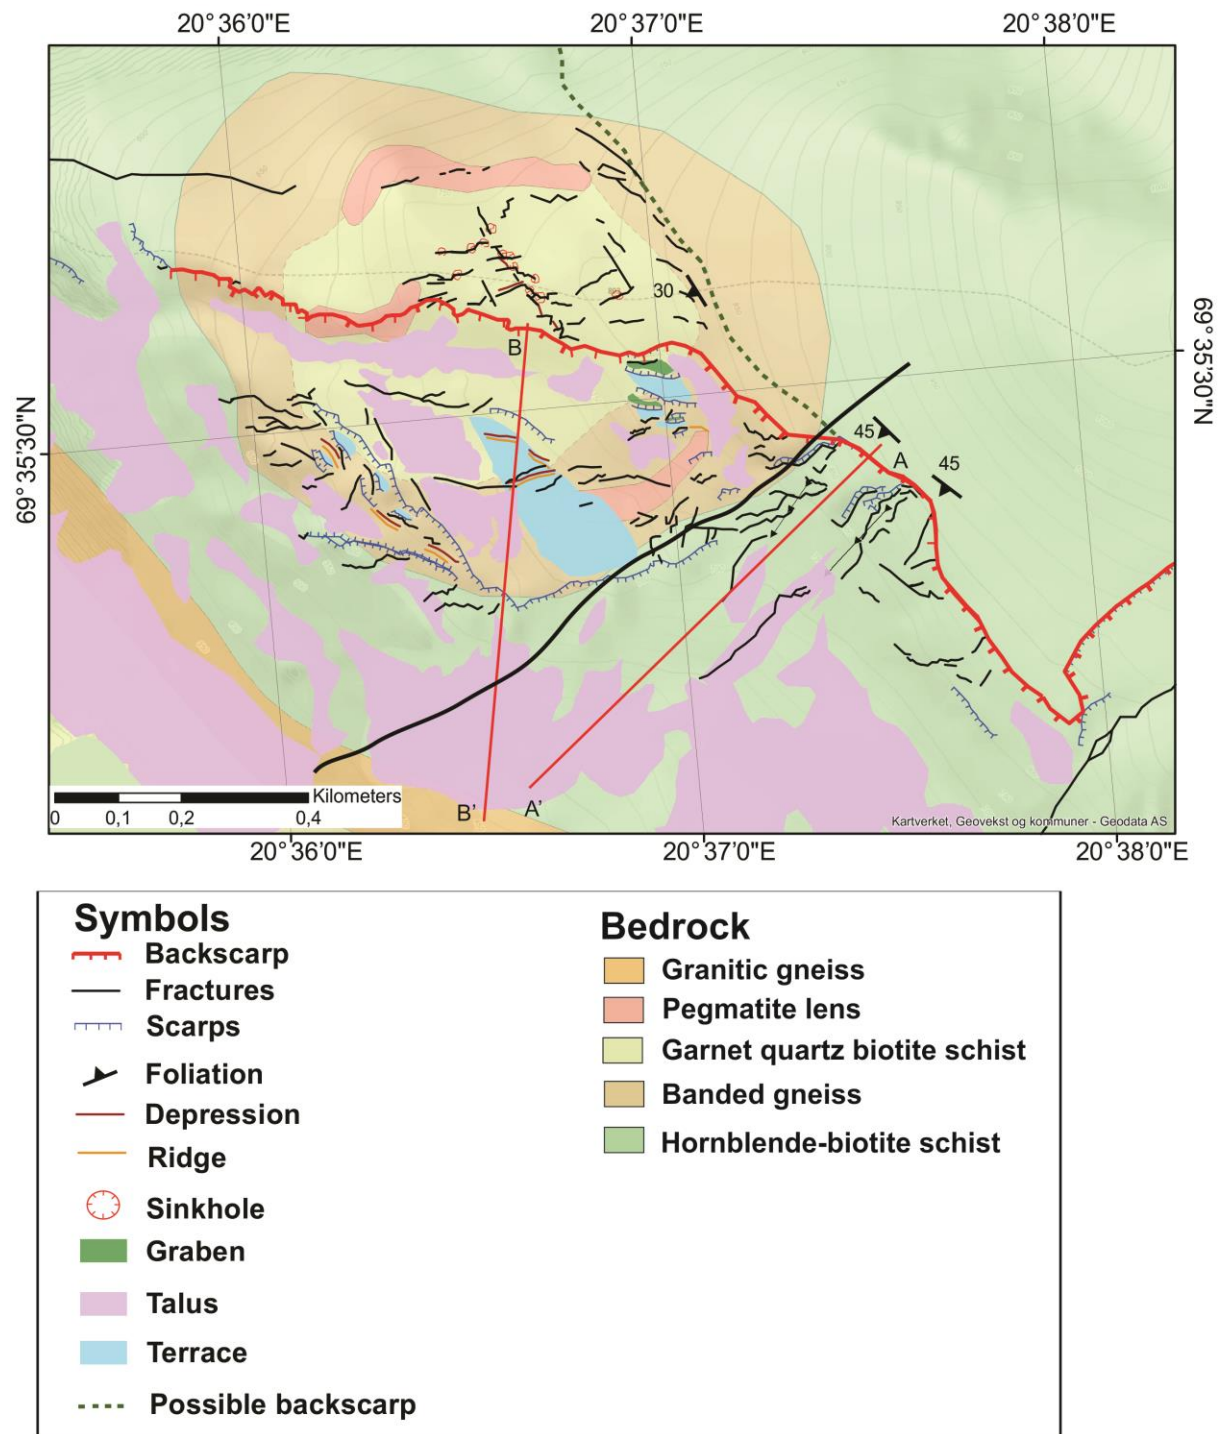 20° 36'0"E 20° 37'0"E 20° 38'0"E
69° 35'30"N
69° 35'30"N
30
B
45
A
45
Kilometers
0 0,1 0,2 0,4
B' A'
Kartverket, Geovekst og kommuner - Geodata AS
20° 36'0"E 20° 37'0"E 20° 38'0"E
Symbols
Backscarp
Fractures
Scarps
Foliation
Depression
Ridge
Sinkhole
Graben
Talus
Terrace
Possible backscarp
Bedrock
Granitic gneiss
Pegmatite lens
Garnet quartz biotite schist
Banded gneiss
Hornblende-biotite schist